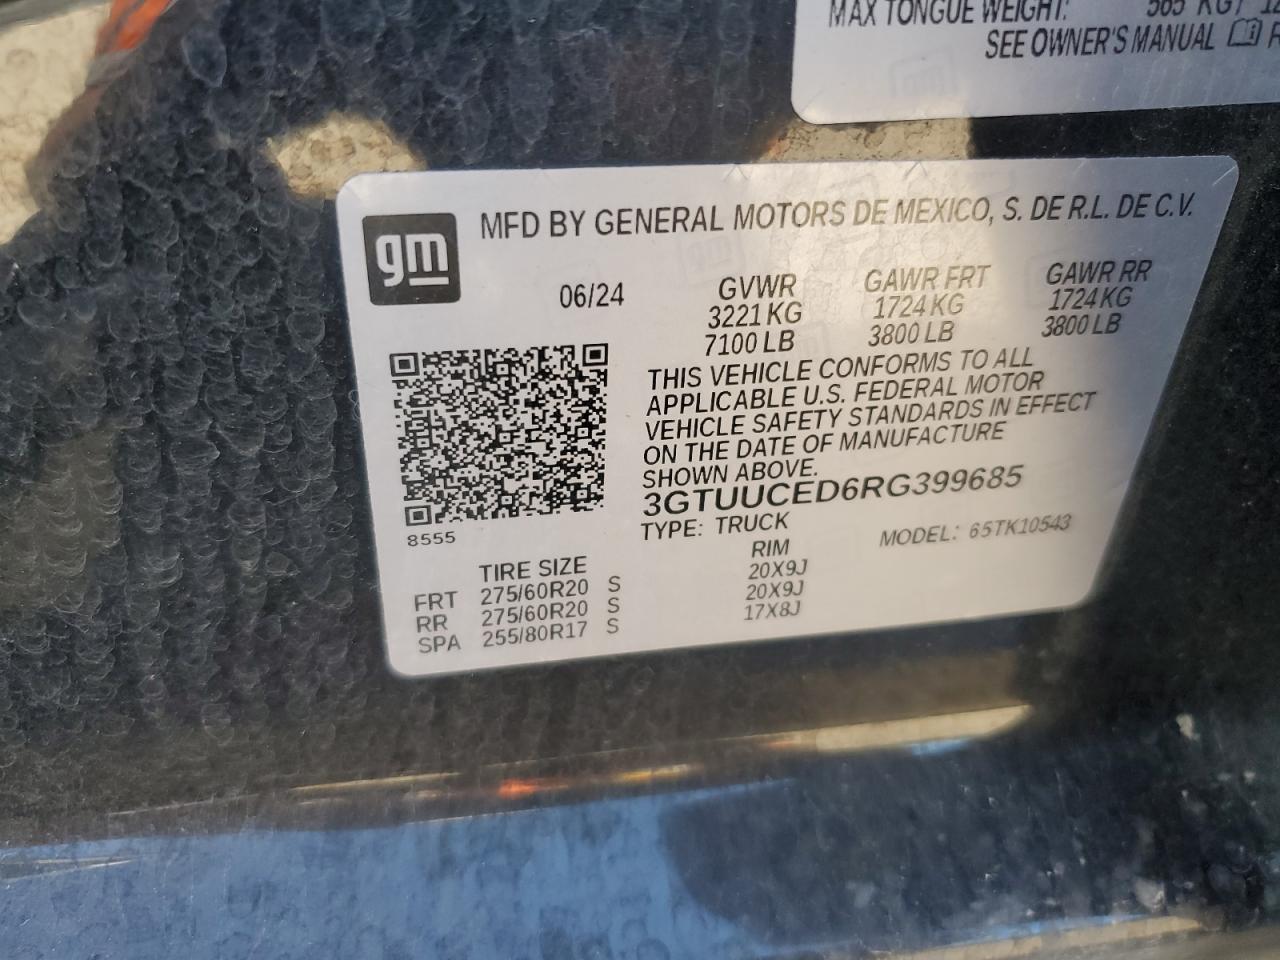 MAX TONGUE WEIGHT: 565 KG
SEE OWNER'S MANUAL
gm
MFD BY GENERAL MOTORS DE MEXICO, S. DE R.L. DE C.V.
06/24
GVWR GAWR FRT GAWR RR
3221 KG 1724 KG 1724 KG
7100 LB 3800 LB 3800 LB
THIS VEHICLE CONFORMS TO ALL
APPLICABLE U.S. FEDERAL MOTOR
VEHICLE SAFETY STANDARDS IN EFFECT
ON THE DATE OF MANUFACTURE
SHOWN ABOVE.
3GTUUCED6RG399685
TYPE: TRUCK MODEL: 65TK10543
8555
TIRE SIZE RIM
FRT 275/60R20 S 20X9J
RR 275/60R20 S 20X9J
SPA 255/80R17 S 17X8J